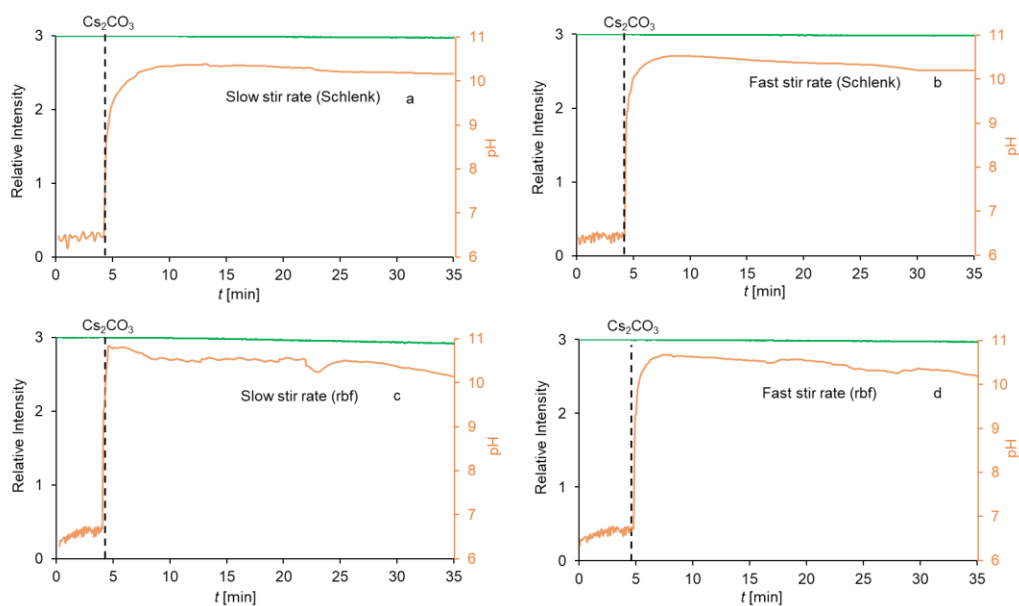 Cs₂CO₃
3
2
1
0
Relative Intensity
11
10
9
8
7
6
pH
Slow stir rate (Schlenk) a
0 5 10 15 20 25 30 35
t [min]
Cs₂CO₃
3
2
1
0
Relative Intensity
11
10
9
8
7
6
pH
Fast stir rate (Schlenk) b
0 5 10 15 20 25 30 35
t [min]
Cs₂CO₃
3
2
1
0
Relative Intensity
11
10
9
8
7
6
pH
Slow stir rate (rbf) c
0 5 10 15 20 25 30 35
t [min]
Cs₂CO₃
3
2
1
0
Relative Intensity
11
10
9
8
7
6
pH
Fast stir rate (rbf) d
0 5 10 15 20 25 30 35
t [min]